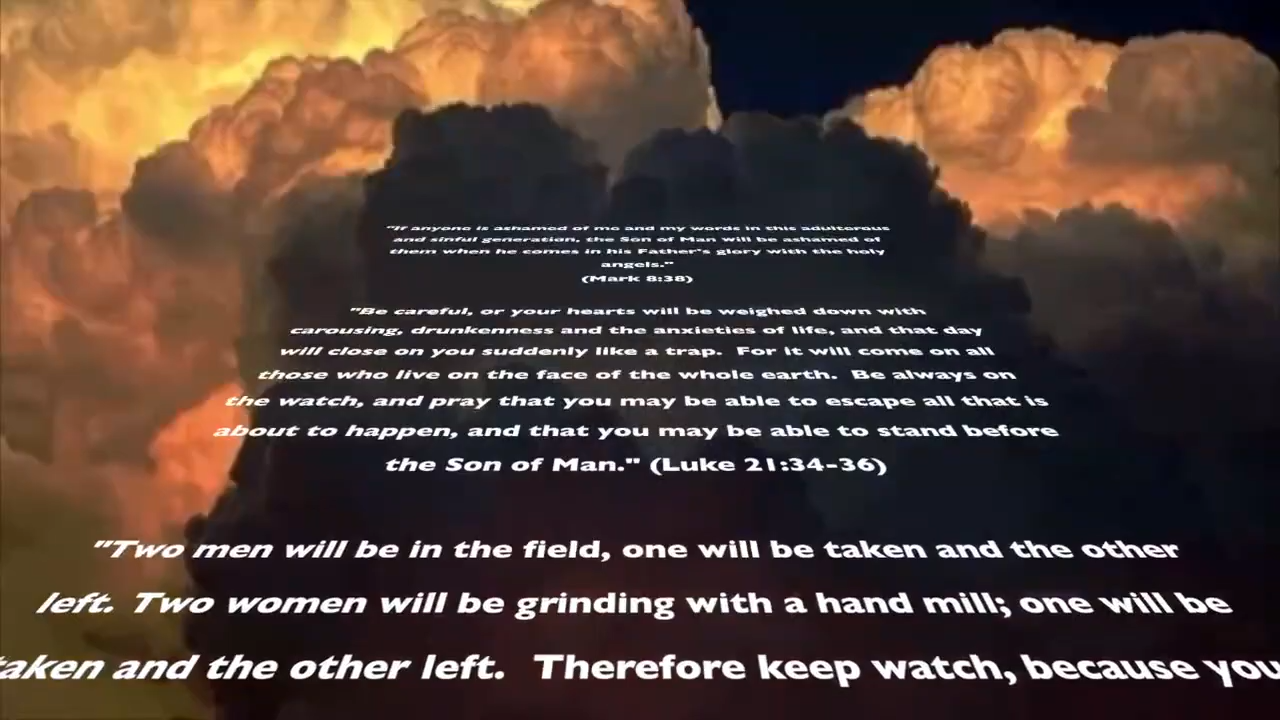 "If anyone is ashamed of me and my words in this adulterous
and sinful generation, the Son of Man will be ashamed of
them when he comes in his Father's glory with the holy
angels."
(Mark 8:38)
"Be careful, or your hearts will be weighed down with
carousing, drunkenness and the anxieties of life, and that day
will close on you suddenly like a trap.  For it will come on all
those who live on the face of the whole earth.  Be always on
the watch, and pray that you may be able to escape all that is
about to happen, and that you may be able to stand before
the Son of Man." (Luke 21:34-36)
"Two men will be in the field, one will be taken and the other
left. Two women will be grinding with a hand mill; one will be
taken and the other left.  Therefore keep watch, because you